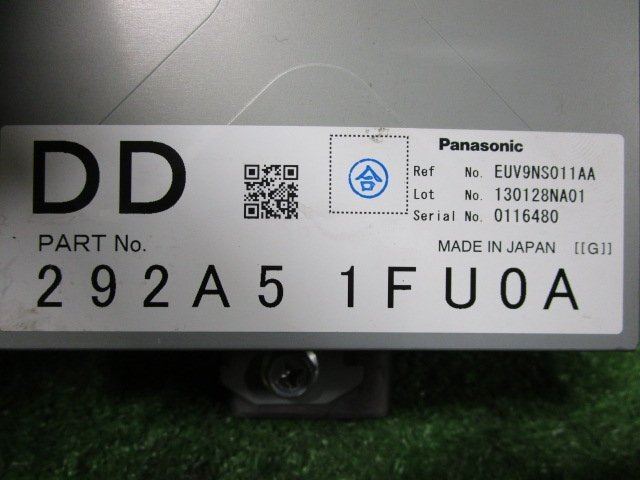 DD
合
Panasonic
Ref No. EUV9NS011AA
Lot No. 130128NA01
Serial No. 0116480
PART No.
MADE IN JAPAN [[G]]
292A5 1FU0A